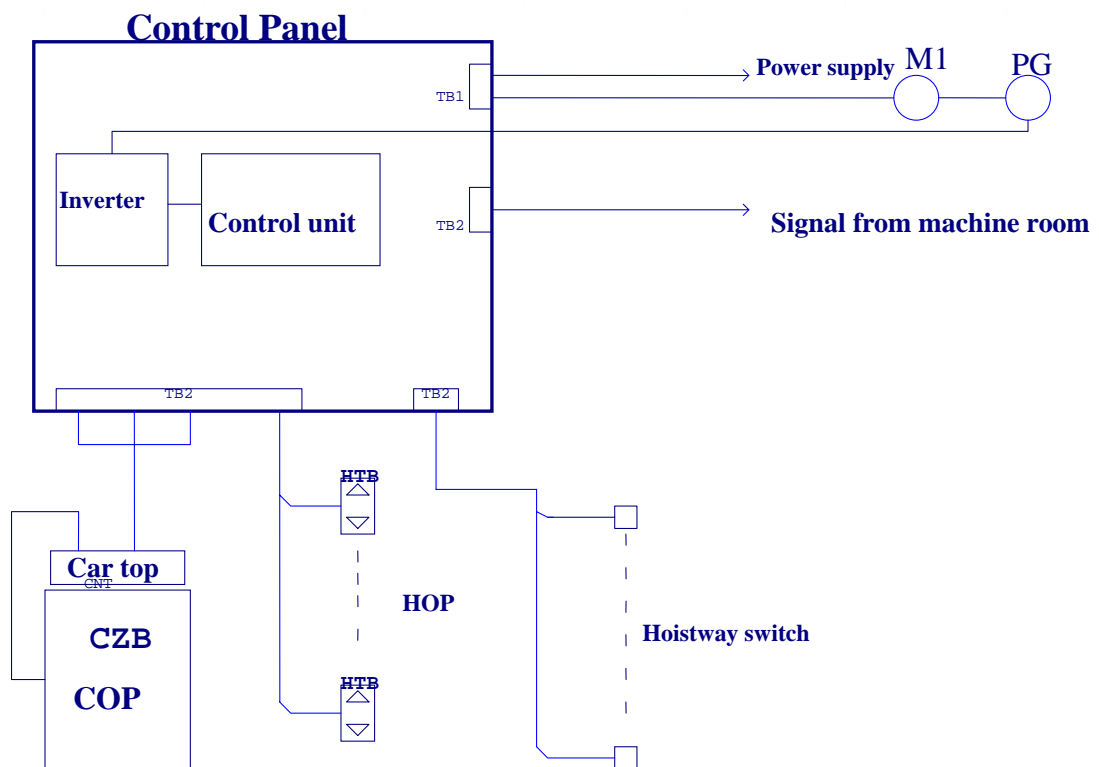 Control Panel
M1
PG
Power supply
TB1
Inverter
Control unit
TB2
Signal from machine room
TB2
TB2
HTB
Car top
CNT
HOP
CZB
Hoistway switch
COP
HTB